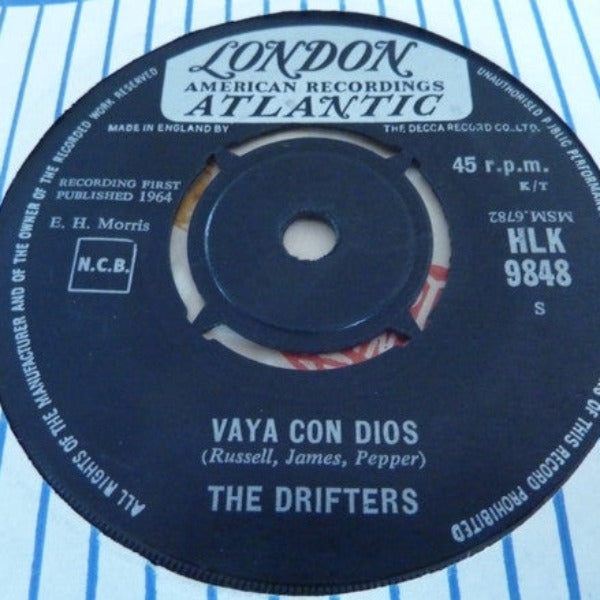 LONDON
AMERICAN RECORDINGS
ATLANTIC
MADE IN ENGLAND BY
THE DECCA RECORD CO., LTD.
RECORDING FIRST
PUBLISHED 1964
E. H. Morris
N.C.B.
45 r.p.m.
K/T
MSM.6782
HLK
9848
S
VAYA CON DIOS
(Russell, James, Pepper)
THE DRIFTERS
ALL RIGHTS OF THE MANUFACTURER AND OF THE OWNER OF THE RECORDED WORK RESERVED
UNAUTHORISED PUBLIC PERFORMAN
S OF THIS RECORD PROHIBITED